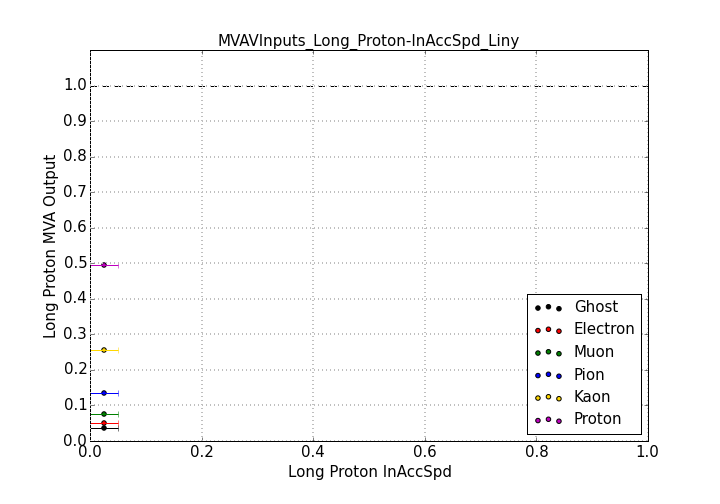 MVAVInputs_Long_Proton-InAccSpd_Liny
Long Proton MVA Output
1.0
0.9
0.8
0.7
0.6
0.5
0.4
0.3
0.2
0.1
0.0
Ghost
Electron
Muon
Pion
Kaon
Proton
0.0 0.2 0.4 0.6 0.8 1.0
Long Proton InAccSpd